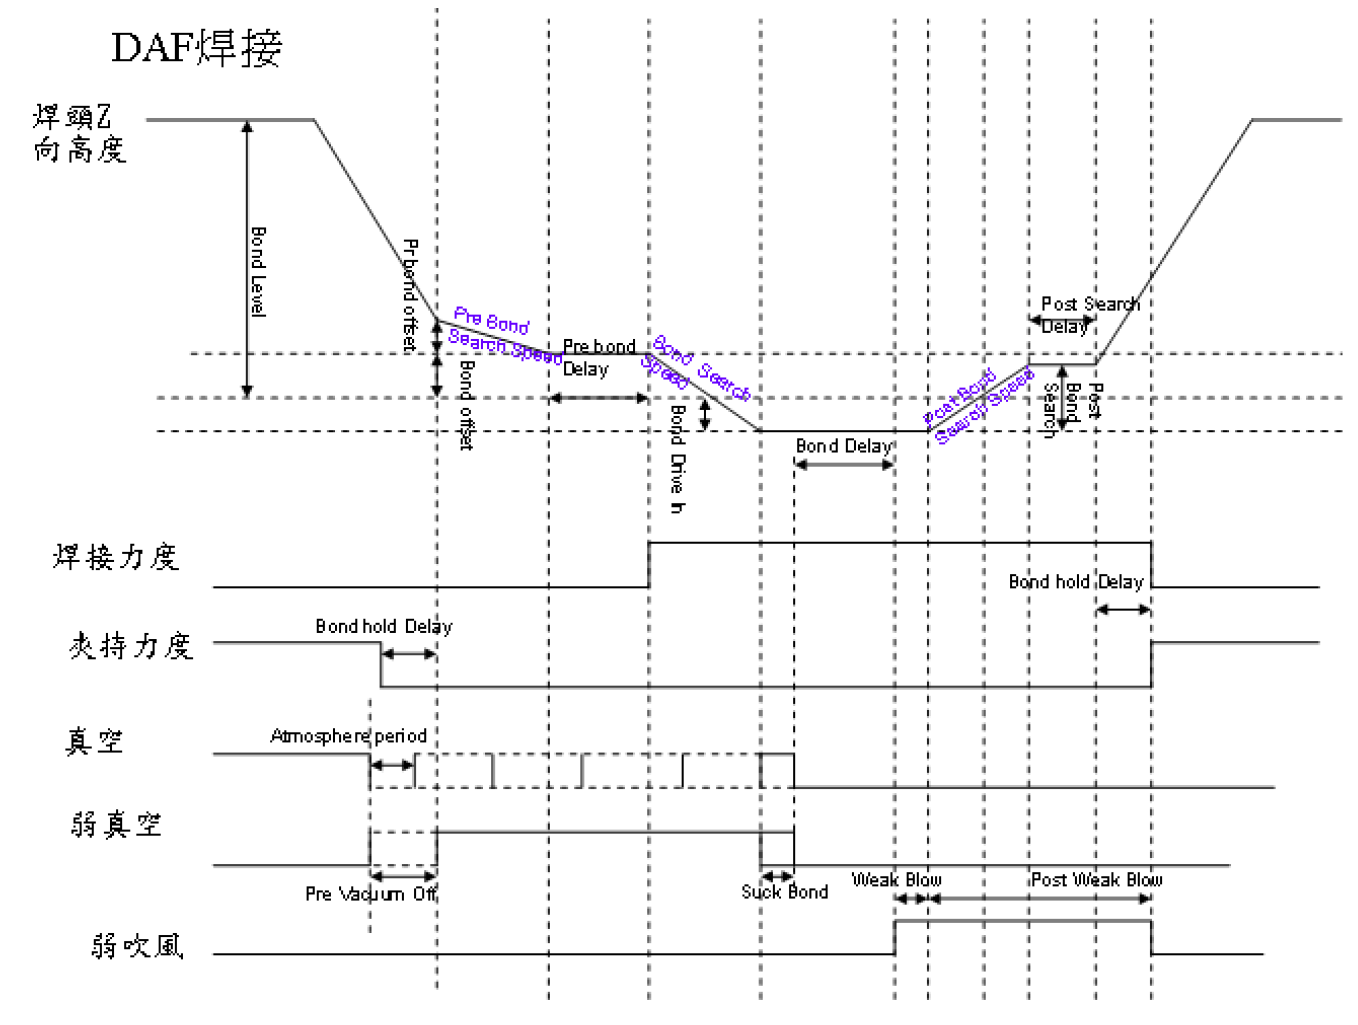 DAF焊接
焊頭Z
向高度
Bond Level
Pr bond offset
Pre Bond
Search Speed
Bond offset
Pre bond
Delay
Bond Search
Speed
Bond Drive In
Bond Delay
Post Bond
Search Speed
Post Search
Delay
Post
Bond
Search
焊接力度
Bond hold Delay
夾持力度
Bond hold Delay
真空
Atmosphere period
弱真空
Pre Vacuum Off
Suck Bond
Weak Blow
Post Weak Blow
弱吹風